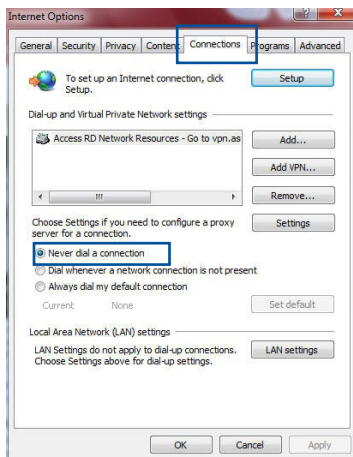 Internet Options
General Security Privacy Content Connections Programs Advanced
To set up an Internet connection, click
Setup.
Setup
Dial-up and Virtual Private Network settings
Access RD Network Resources - Go to vpn.as
Add...
Add VPN...
Remove...
Choose Settings if you need to configure a proxy
server for a connection.
Settings
Never dial a connection
Dial whenever a network connection is not present
Always dial my default connection
Current None
Set default
Local Area Network (LAN) settings
LAN Settings do not apply to dial-up connections.
Choose Settings above for dial-up settings.
LAN settings
OK Cancel Apply